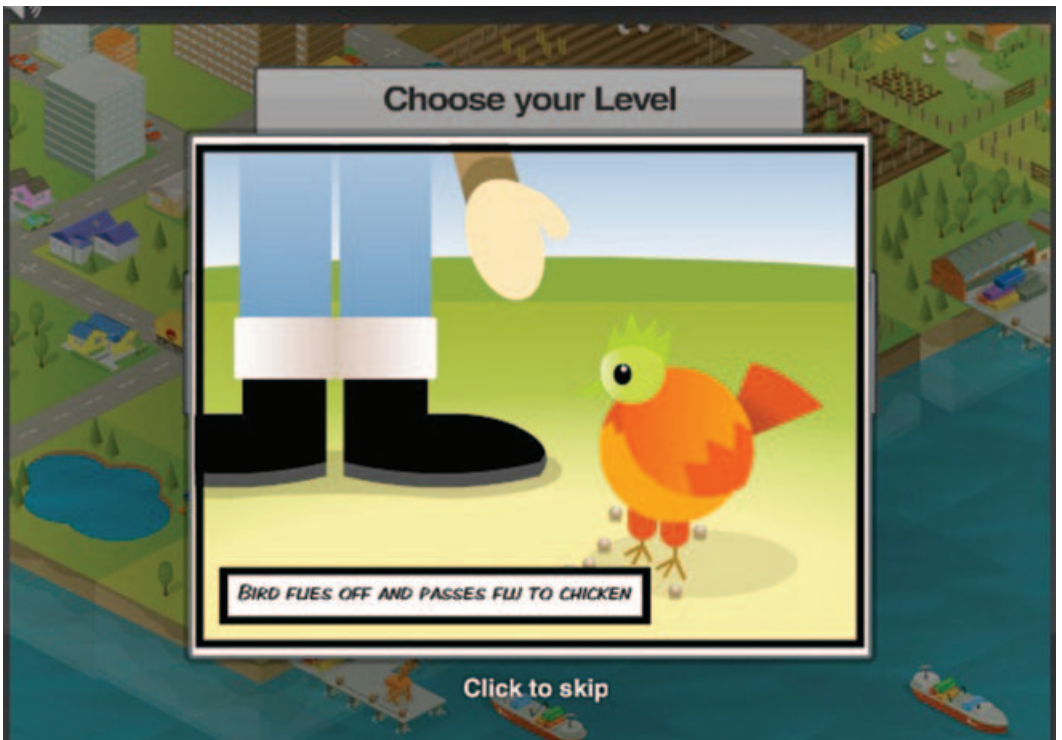 Choose your Level
BIRD FLIES OFF AND PASSES FLU TO CHICKEN
Click to skip